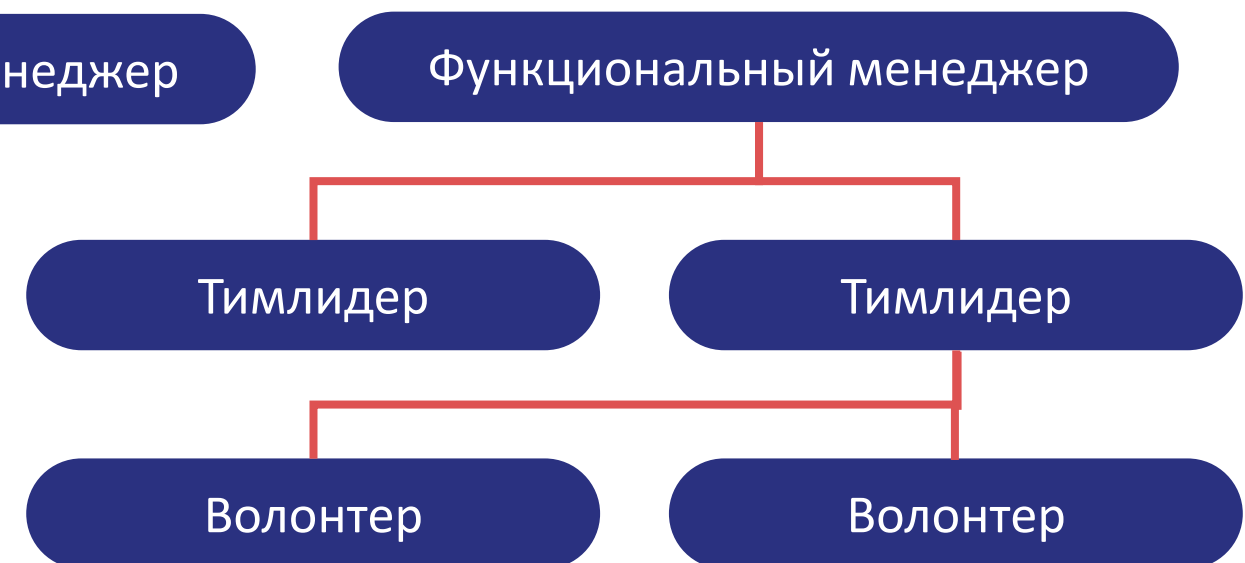 неджер
Функциональный менеджер
Тимлидер
Тимлидер
Волонтер
Волонтер